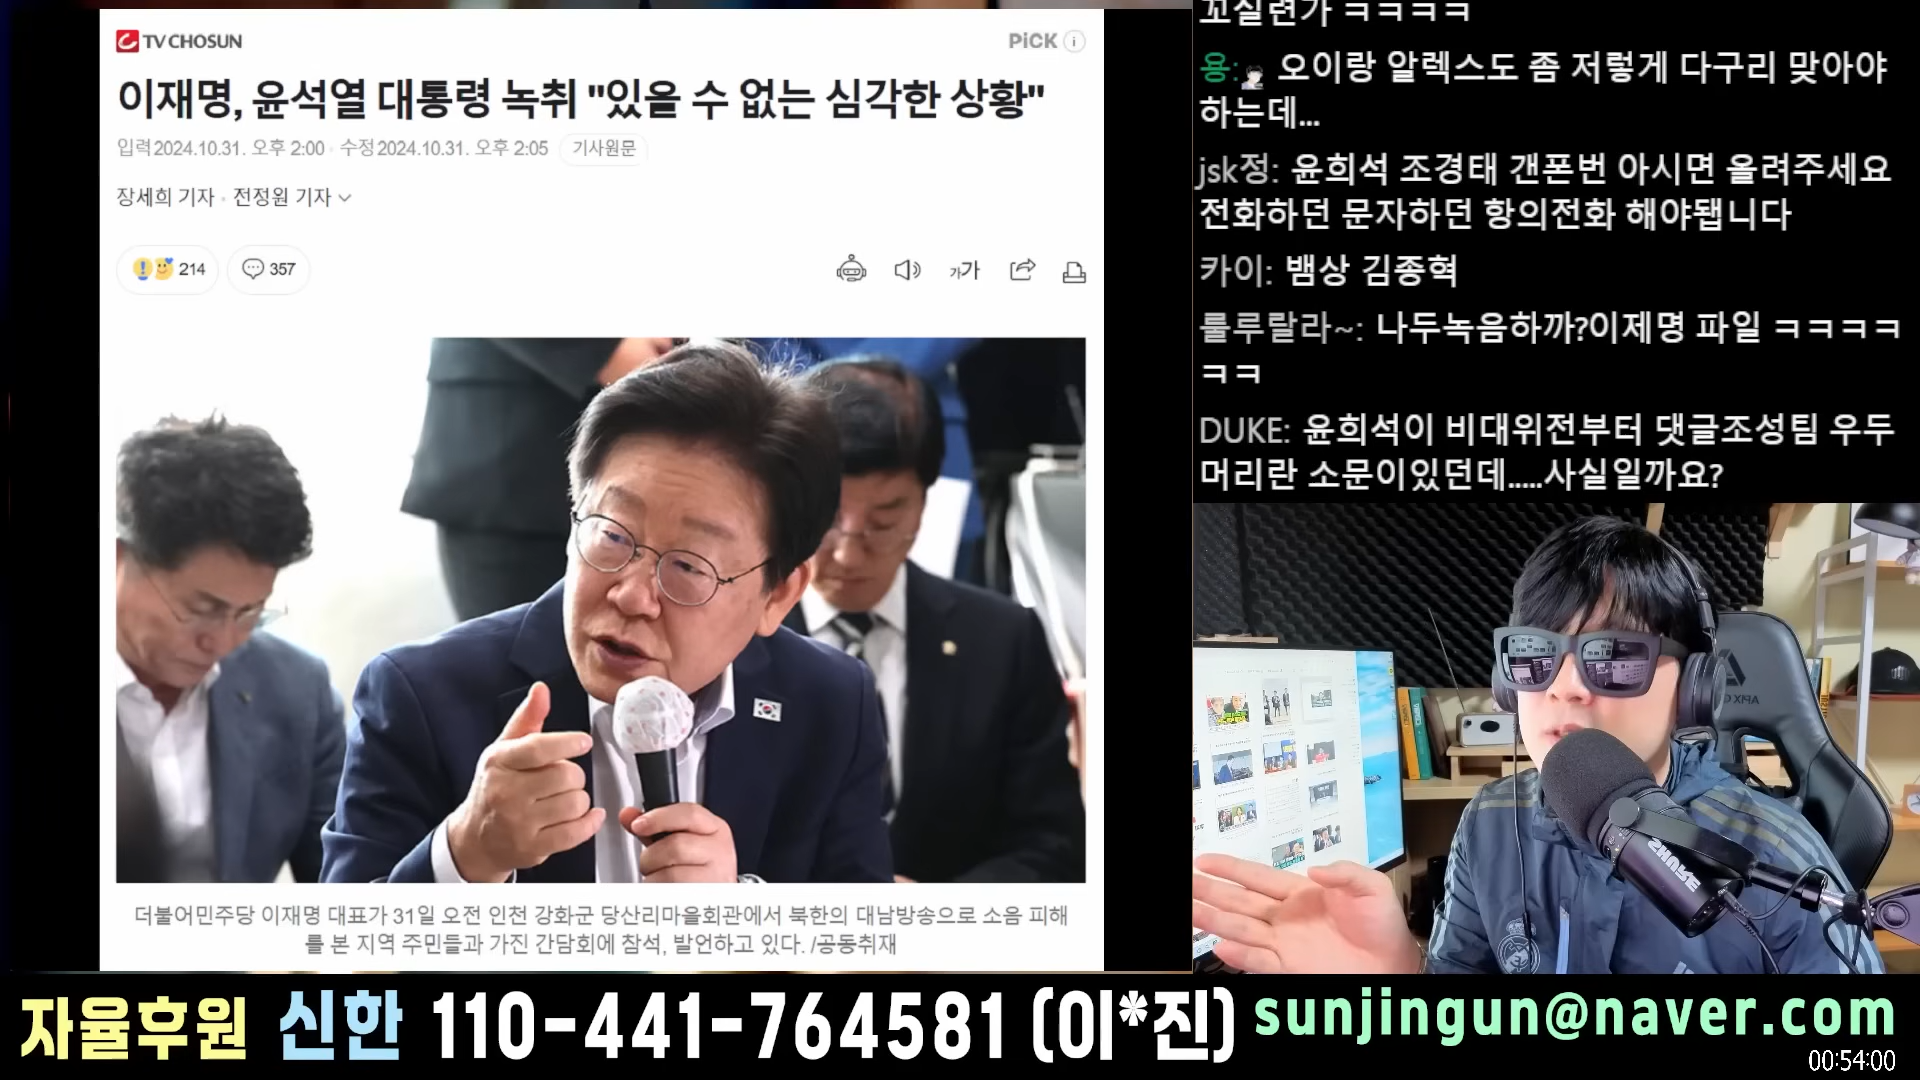 TV CHOSUN
PiCK
이재명, 윤석열 대통령 녹취 "있을 수 없는 심각한 상황"
입력 2024.10.31. 오후 2:00 · 수정 2024.10.31. 오후 2:05 기사원문
장세희 기자 · 전정원 기자
214 357
가가
더불어민주당 이재명 대표가 31일 오전 인천 강화군 당산리마을회관에서 북한의 대남방송으로 소음 피해
를 본 지역 주민들과 가진 간담회에 참석, 발언하고 있다. /공동취재
꼬실련가 ㅋㅋㅋㅋ
용: 오이랑 알렉스도 좀 저렇게 다구리 맞아야
하는데...
jsk정: 윤희석 조경태 갠폰번 아시면 올려주세요
전화하던 문자하던 항의전화 해야됍니다
카이: 뱀상 김종혁
룰루랄라~: 나두녹음하까?이제명 파일 ㅋㅋㅋㅋ
ㅋㅋ
DUKE: 윤희석이 비대위전부터 댓글조성팀 우두
머리란 소문이있던데.....사실일까요?
SHURE
자율후원 신한 110-441-764581 (이*진) sunjingun@naver.com
00:54:00